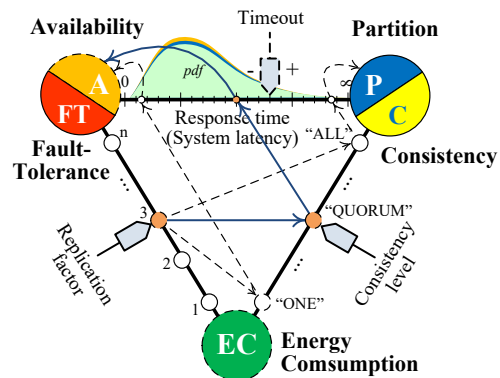 Timeout
Availability
Partition
- +
pdf
0
∞
A
P
FT
C
Response time
(System latency)
n
"ALL"
Fault-
Tolerance
Consistency
...
...
3
"QUORUM"
Replication
factor
Consistency
level
2
1
"ONE"
EC
Energy
Comsumption